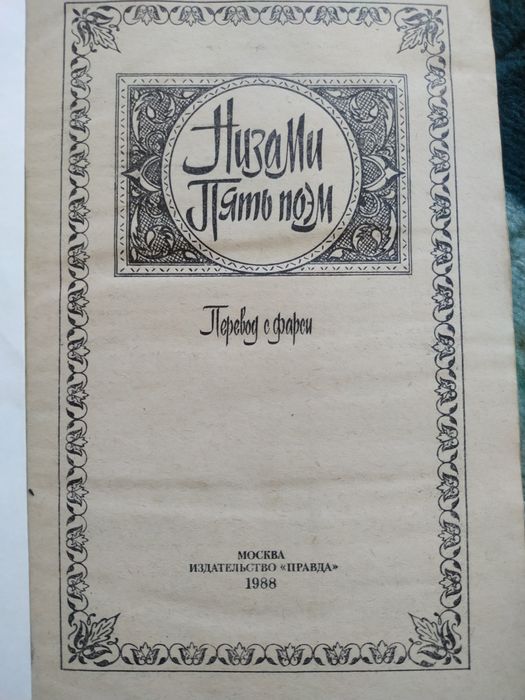 Низами
Пять поэм
Перевод с фарси
МОСКВА
ИЗДАТЕЛЬСТВО «ПРАВДА»
1988